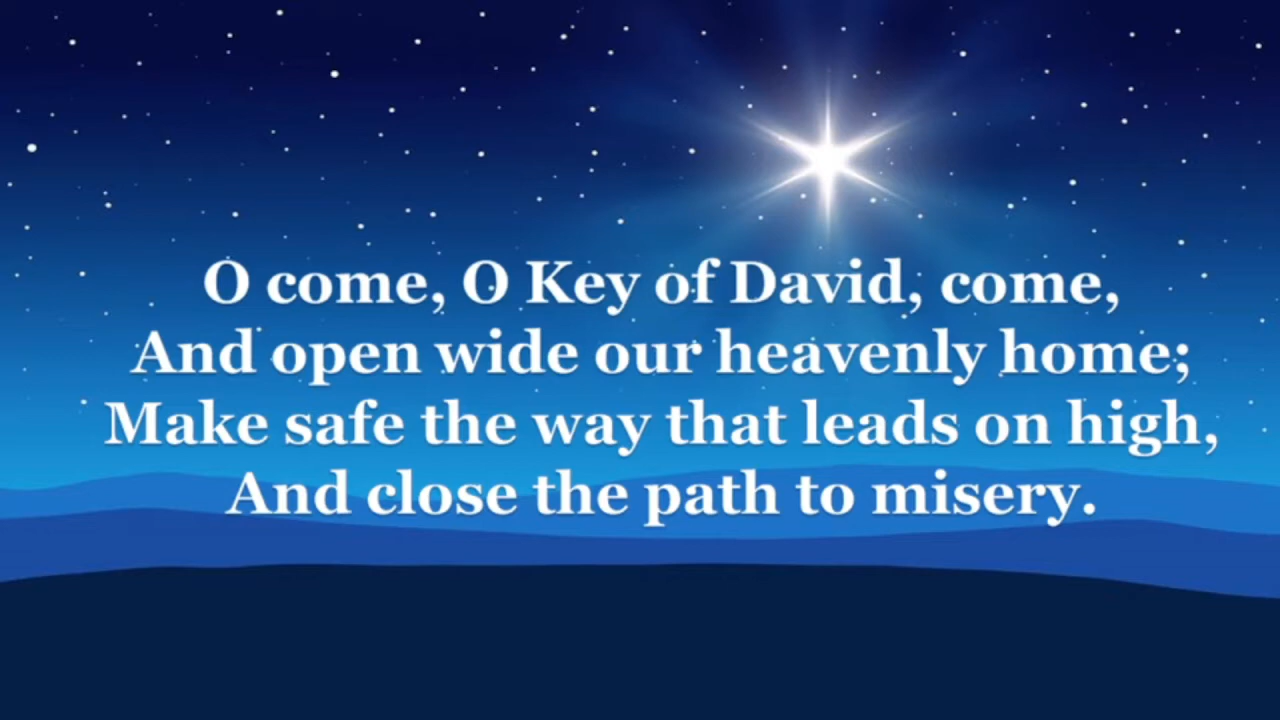 O come, O Key of David, come,
And open wide our heavenly home;
Make safe the way that leads on high,
And close the path to misery.